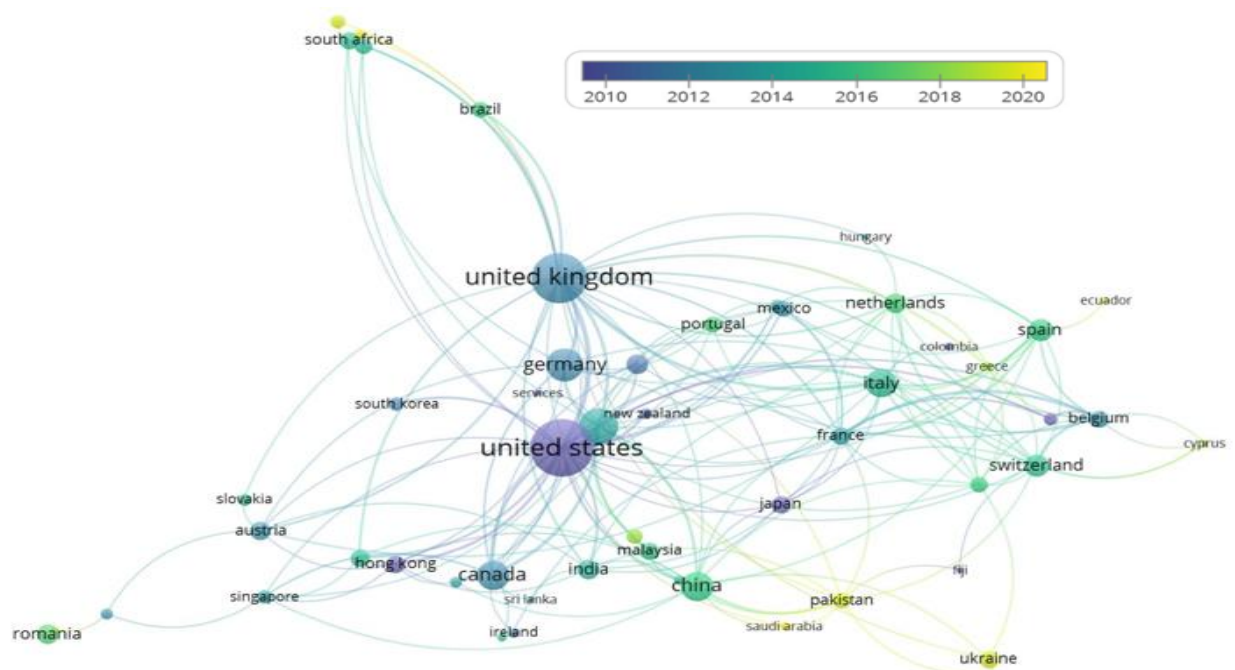 south africa
2010 2012 2014 2016 2018 2020
brazil
hungary
united kingdom
ecuador
netherlands
mexico
portugal
spain
colombia
germany
greece
italy
services
south korea
new zealand
belgium
france
united states
cyprus
switzerland
slovakia
japan
austria
malaysia
hong kong
india
fiji
canada
china
singapore
sri lanka
pakistan
saudi arabia
romania
ireland
ukraine